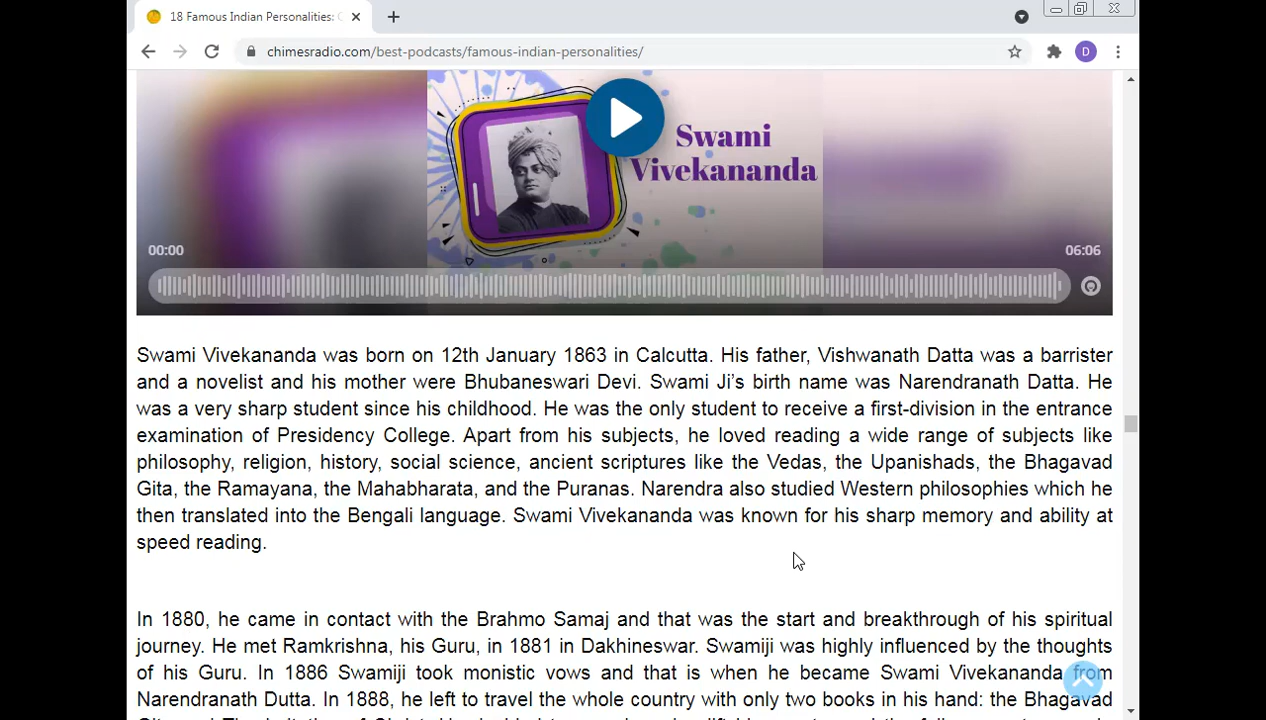 18 Famous Indian Personalities:
chimesradio.com/best-podcasts/famous-indian-personalities/
D
Swami
Vivekananda
00:00
06:06
Swami Vivekananda was born on 12th January 1863 in Calcutta. His father, Vishwanath Datta was a barrister
and a novelist and his mother were Bhubaneswari Devi. Swami Ji’s birth name was Narendranath Datta. He
was a very sharp student since his childhood. He was the only student to receive a first-division in the entrance
examination of Presidency College. Apart from his subjects, he loved reading a wide range of subjects like
philosophy, religion, history, social science, ancient scriptures like the Vedas, the Upanishads, the Bhagavad
Gita, the Ramayana, the Mahabharata, and the Puranas. Narendra also studied Western philosophies which he
then translated into the Bengali language. Swami Vivekananda was known for his sharp memory and ability at
speed reading.
In 1880, he came in contact with the Brahmo Samaj and that was the start and breakthrough of his spiritual
journey. He met Ramkrishna, his Guru, in 1881 in Dakhineswar. Swamiji was highly influenced by the thoughts
of his Guru. In 1886 Swamiji took monistic vows and that is when he became Swami Vivekananda from
Narendranath Dutta. In 1888, he left to travel the whole country with only two books in his hand: the Bhagavad